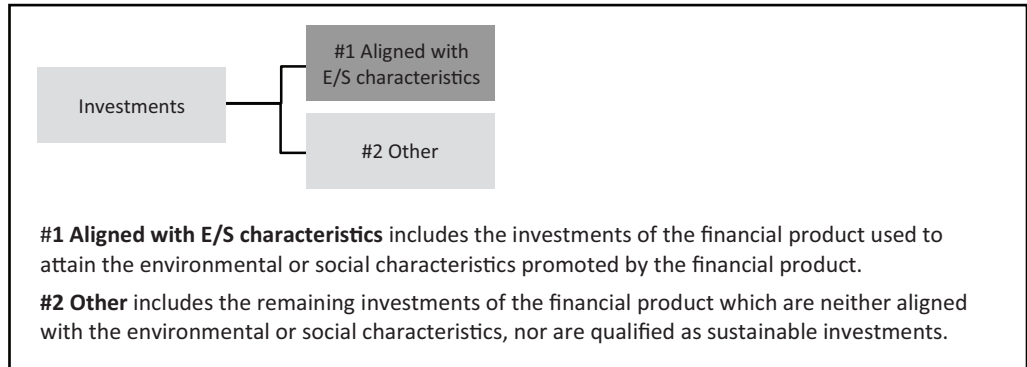 #1 Aligned with
E/S characteristics
Investments
#2 Other
#1 Aligned with E/S characteristics includes the investments of the financial product used to
attain the environmental or social characteristics promoted by the financial product.
#2 Other includes the remaining investments of the financial product which are neither aligned
with the environmental or social characteristics, nor are qualified as sustainable investments.